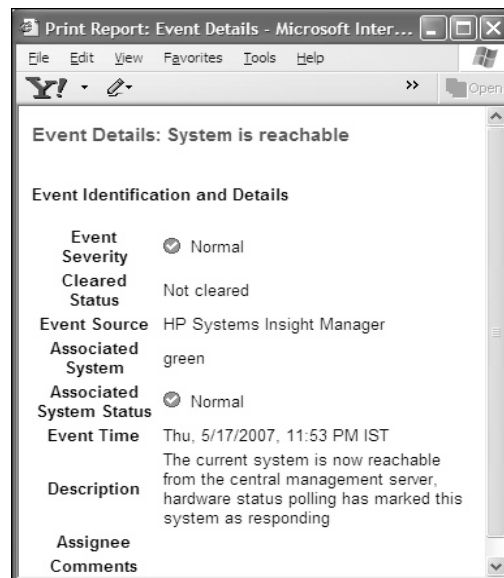 Print Report: Event Details - Microsoft Inter...
File Edit View Favorites Tools Help
Y! >> Open
Event Details: System is reachable
Event Identification and Details
Event Severity Normal
Cleared Status Not cleared
Event Source HP Systems Insight Manager
Associated System green
Associated System Status Normal
Event Time Thu, 5/17/2007, 11:53 PM IST
Description The current system is now reachable
from the central management server,
hardware status polling has marked this
system as responding
Assignee
Comments